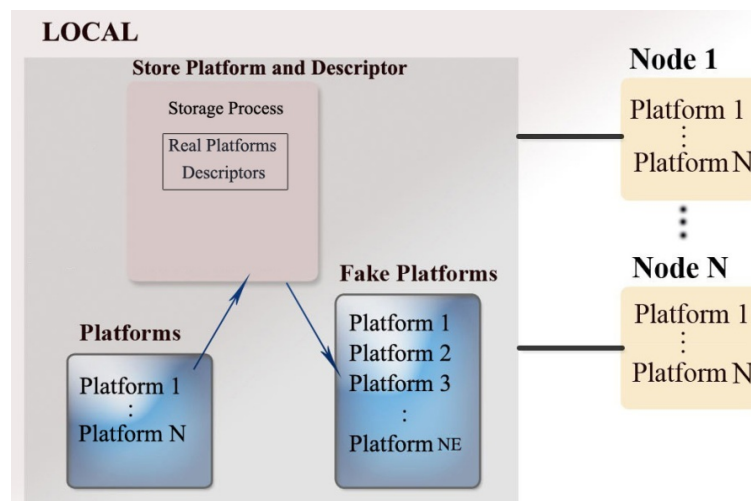 LOCAL
Store Platform and Descriptor
Storage Process
Real Platforms
Descriptors
Platforms
Platform 1
⋮
Platform N
Fake Platforms
Platform 1
Platform 2
Platform 3
⋮
Platform NE
Node 1
Platform 1
⋮
Platform N
⋮
Node N
Platform 1
⋮
Platform N